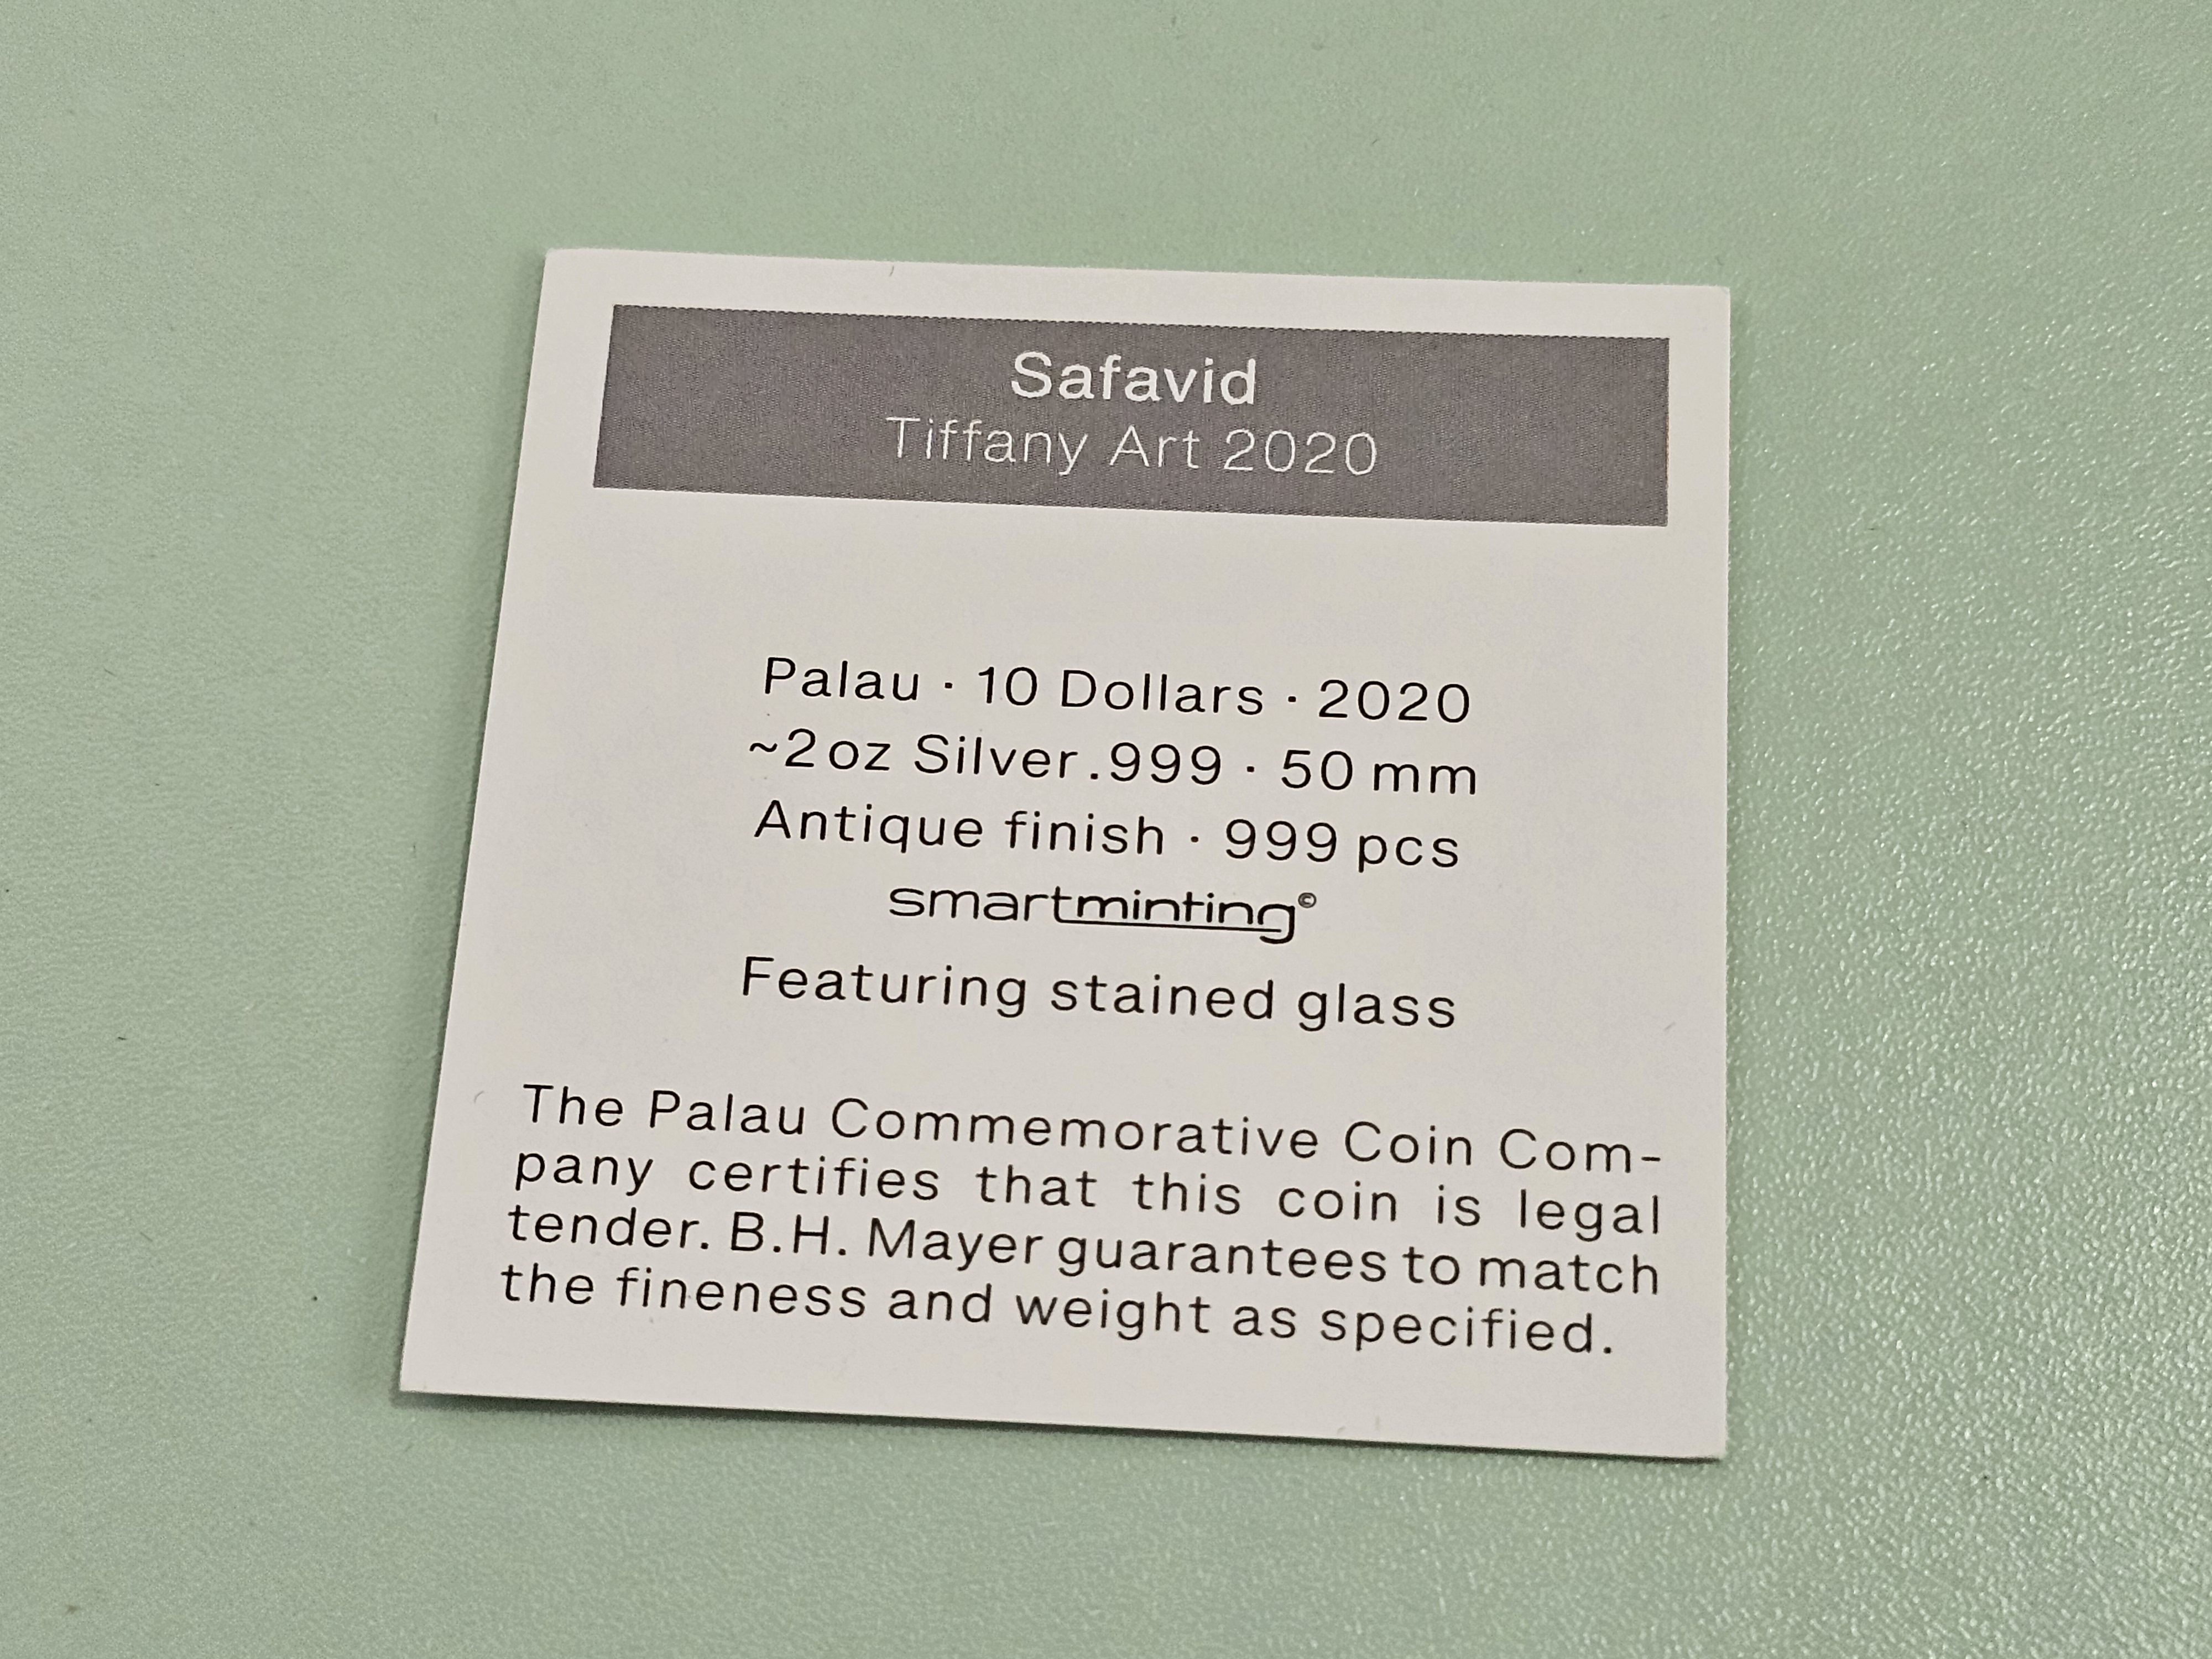 Safavid
Tiffany Art 2020
Palau · 10 Dollars · 2020
~2oz Silver .999 · 50 mm
Antique finish · 999 pcs
smartminting©
Featuring stained glass
The Palau Commemorative Coin Com-
pany certifies that this coin is legal
tender. B.H. Mayer guarantees to match
the fineness and weight as specified.